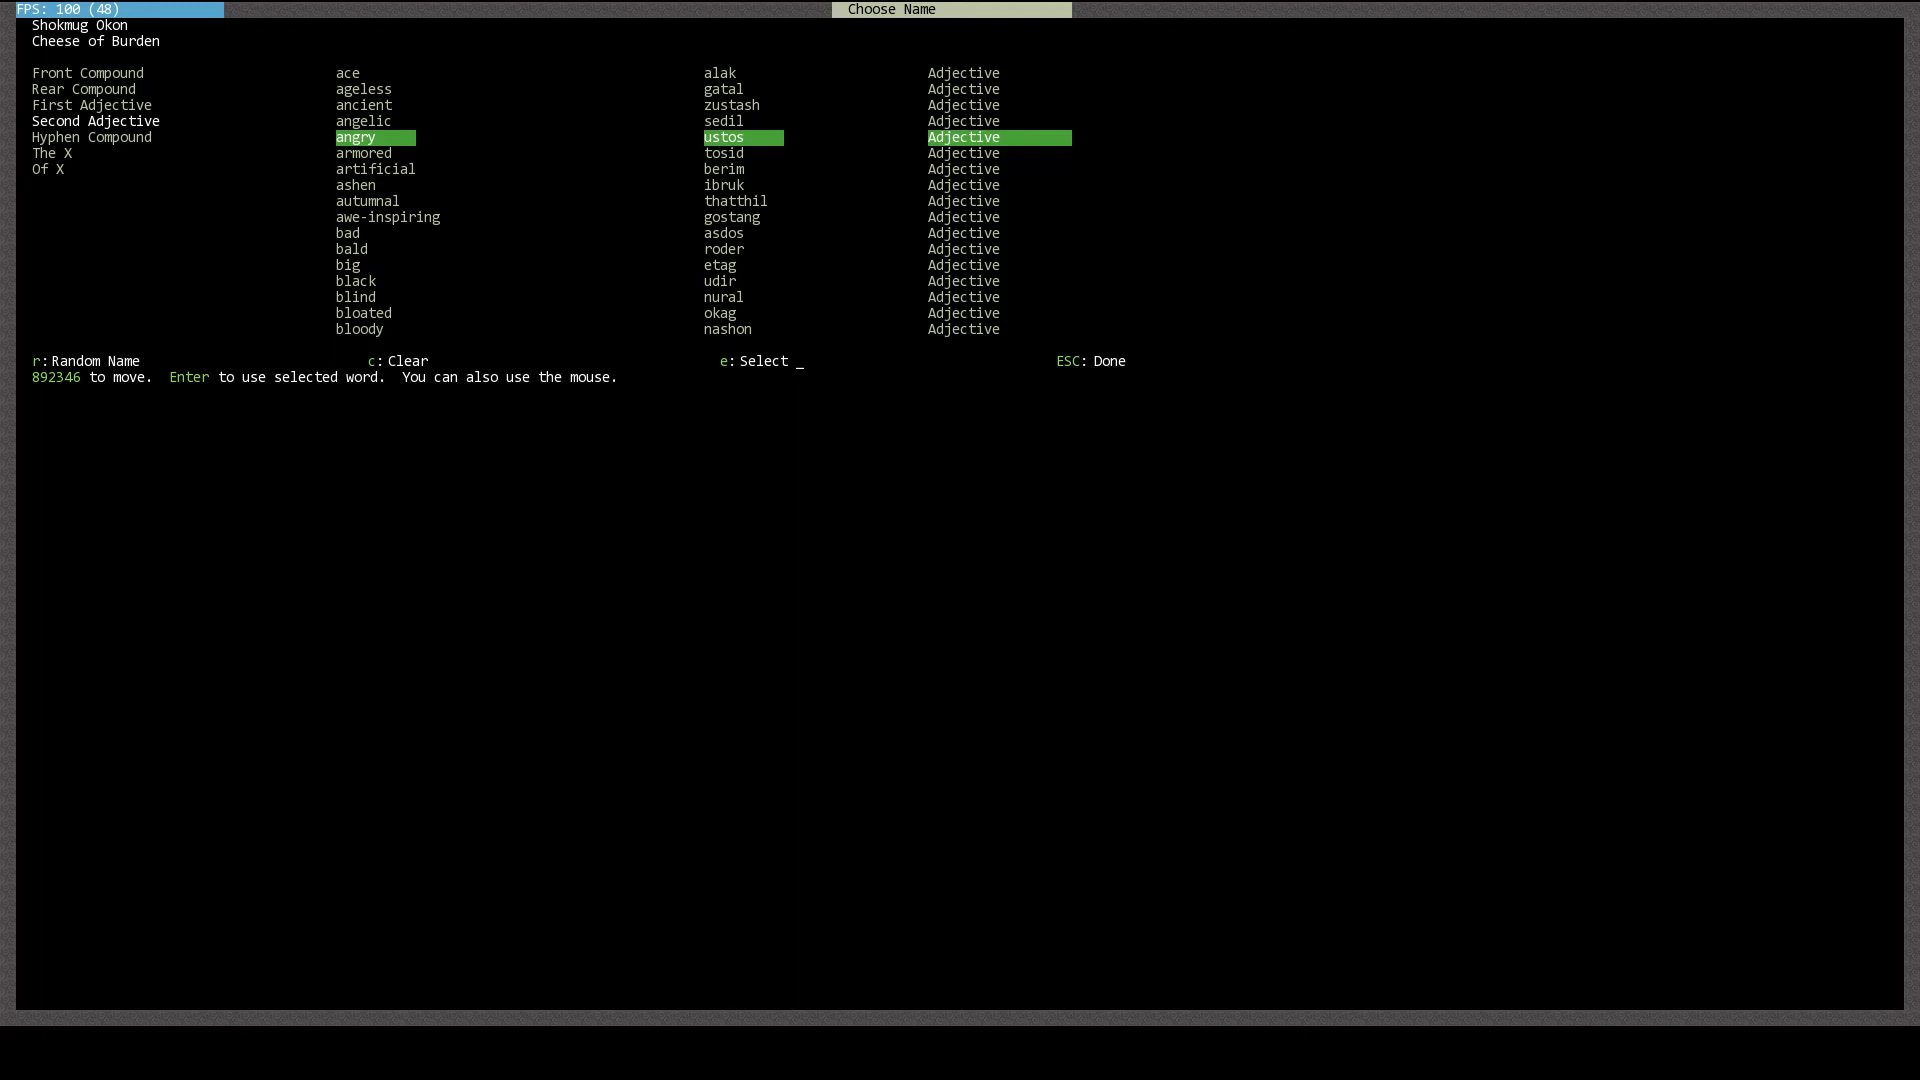 FPS: 100 (48) Choose Name
Shokmug Okon
Cheese of Burden
Front Compound ace alak Adjective
Rear Compound ageless gatal Adjective
First Adjective ancient zustash Adjective
Second Adjective angelic sedil Adjective
Hyphen Compound angry ustos Adjective
The X armored tosid Adjective
Of X artificial berim Adjective
ashen ibruk Adjective
autumnal thatthil Adjective
awe-inspiring gostang Adjective
bad asdos Adjective
bald roder Adjective
big etag Adjective
black udir Adjective
blind nural Adjective
bloated okag Adjective
bloody nashon Adjective
r: Random Name c: Clear e: Select _ ESC: Done
892346 to move. Enter to use selected word. You can also use the mouse.